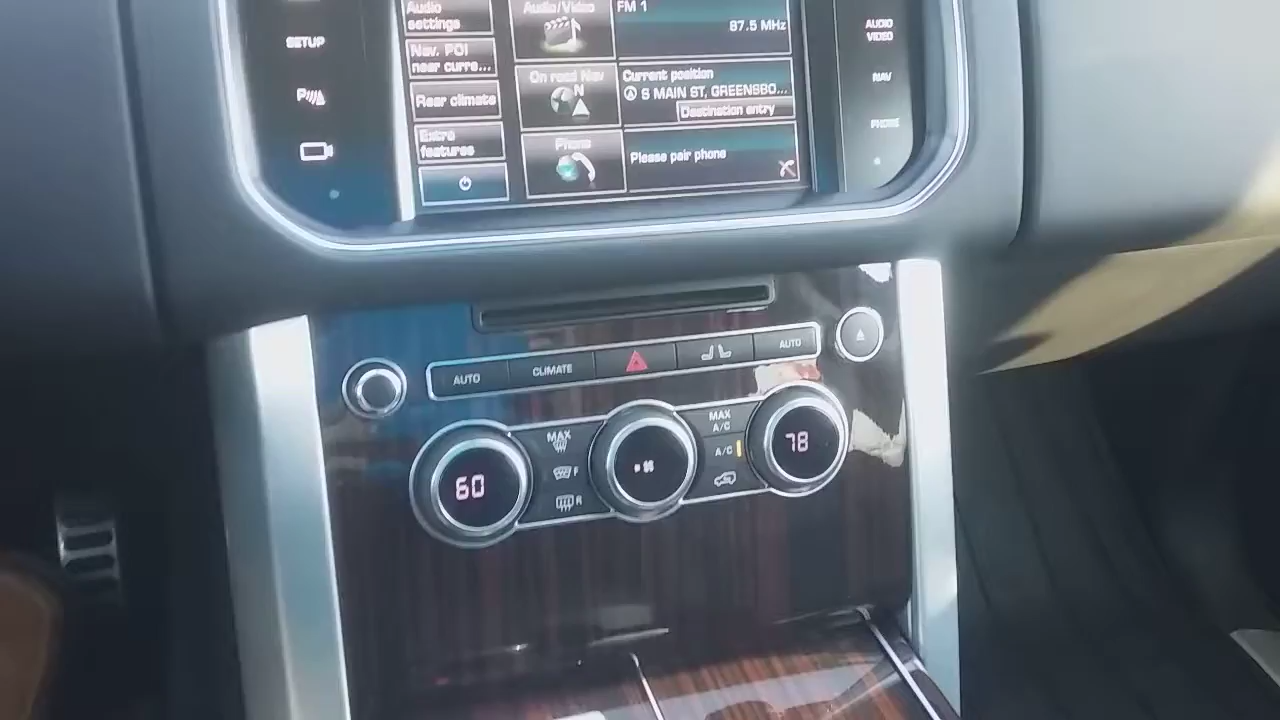 SETUP
Audio
settings
Nav. POI
near curre...
Rear climate
Extra
features
Audio/Video
FM 1
87.5 MHz
On road Nav
N
Current position
S MAIN ST, GREENSBO...
Destination entry
Phone
Please pair phone
AUDIO
VIDEO
NAV
PHONE
AUTO
CLIMATE
AUTO
60
MAX
F
R
MAX
A/C
A/C
78